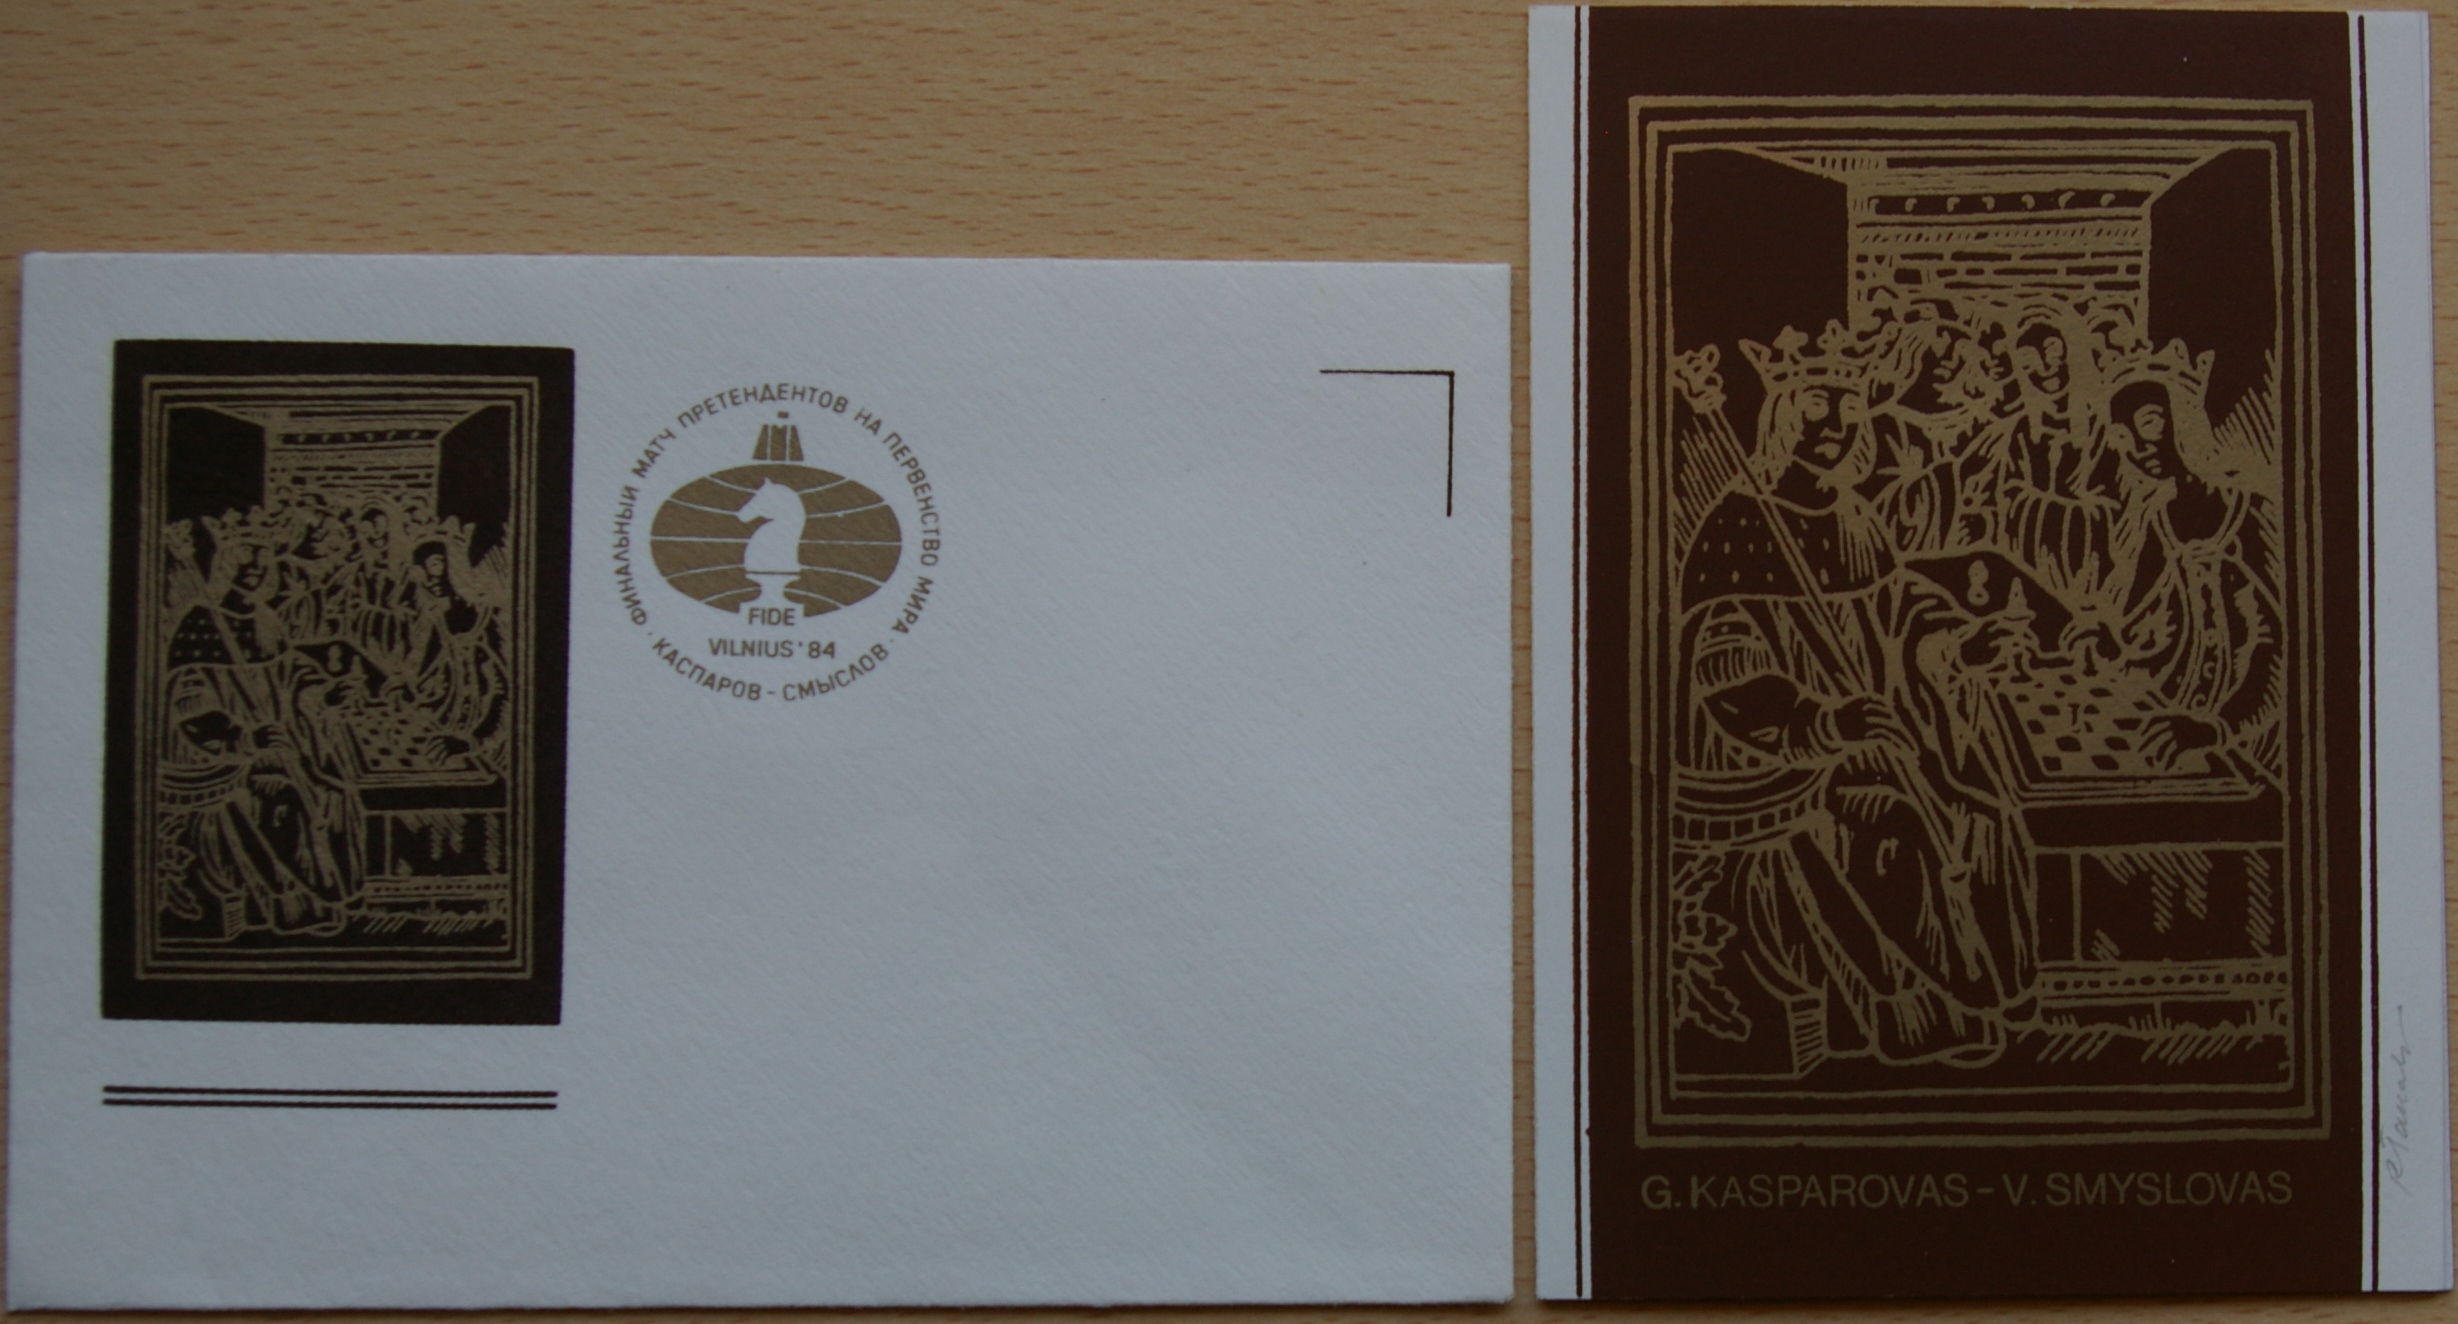 ФИНАЛЬНЫЙ МАТЧ ПРЕТЕНДЕНТОВ НА ПЕРВЕНСТВО МИРА
FIDE
VILNIUS '84
· КАСПАРОВ - СМЫСЛОВ ·
G. KASPAROVAS - V. SMYSLOVAS